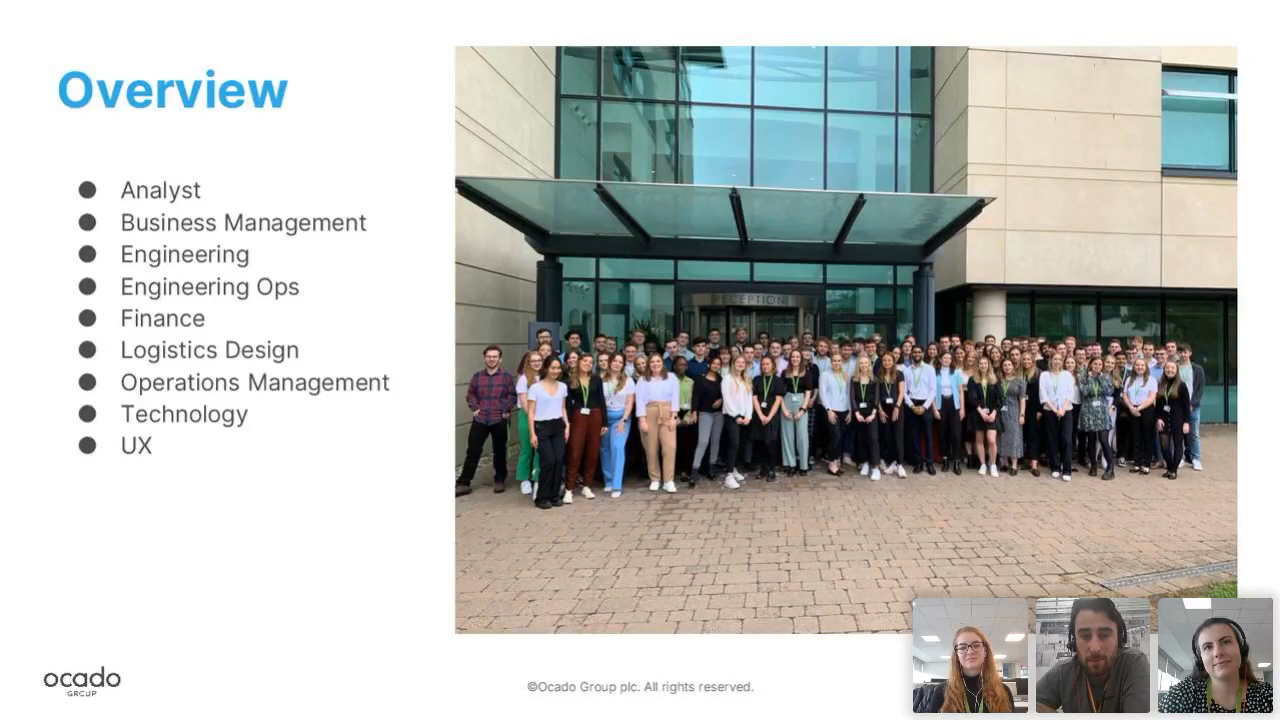 Overview
● Analyst
● Business Management
● Engineering
● Engineering Ops
● Finance
● Logistics Design
● Operations Management
● Technology
● UX
RECEPTION
ocado
GROUP
©Ocado Group plc. All rights reserved.